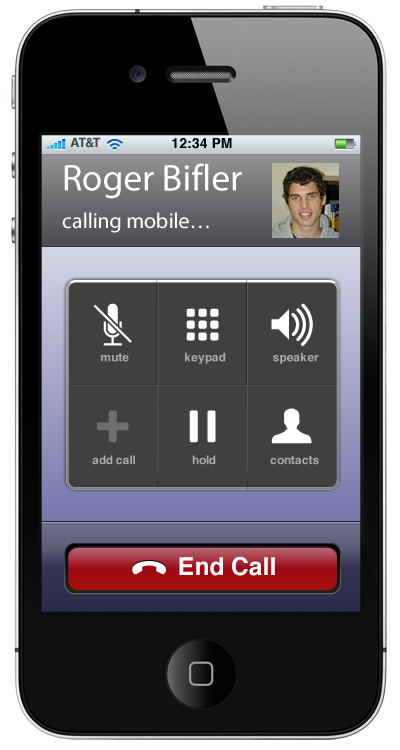 AT&T 12:34 PM
Roger Bifler
calling mobile...
mute keypad speaker
add call hold contacts
End Call